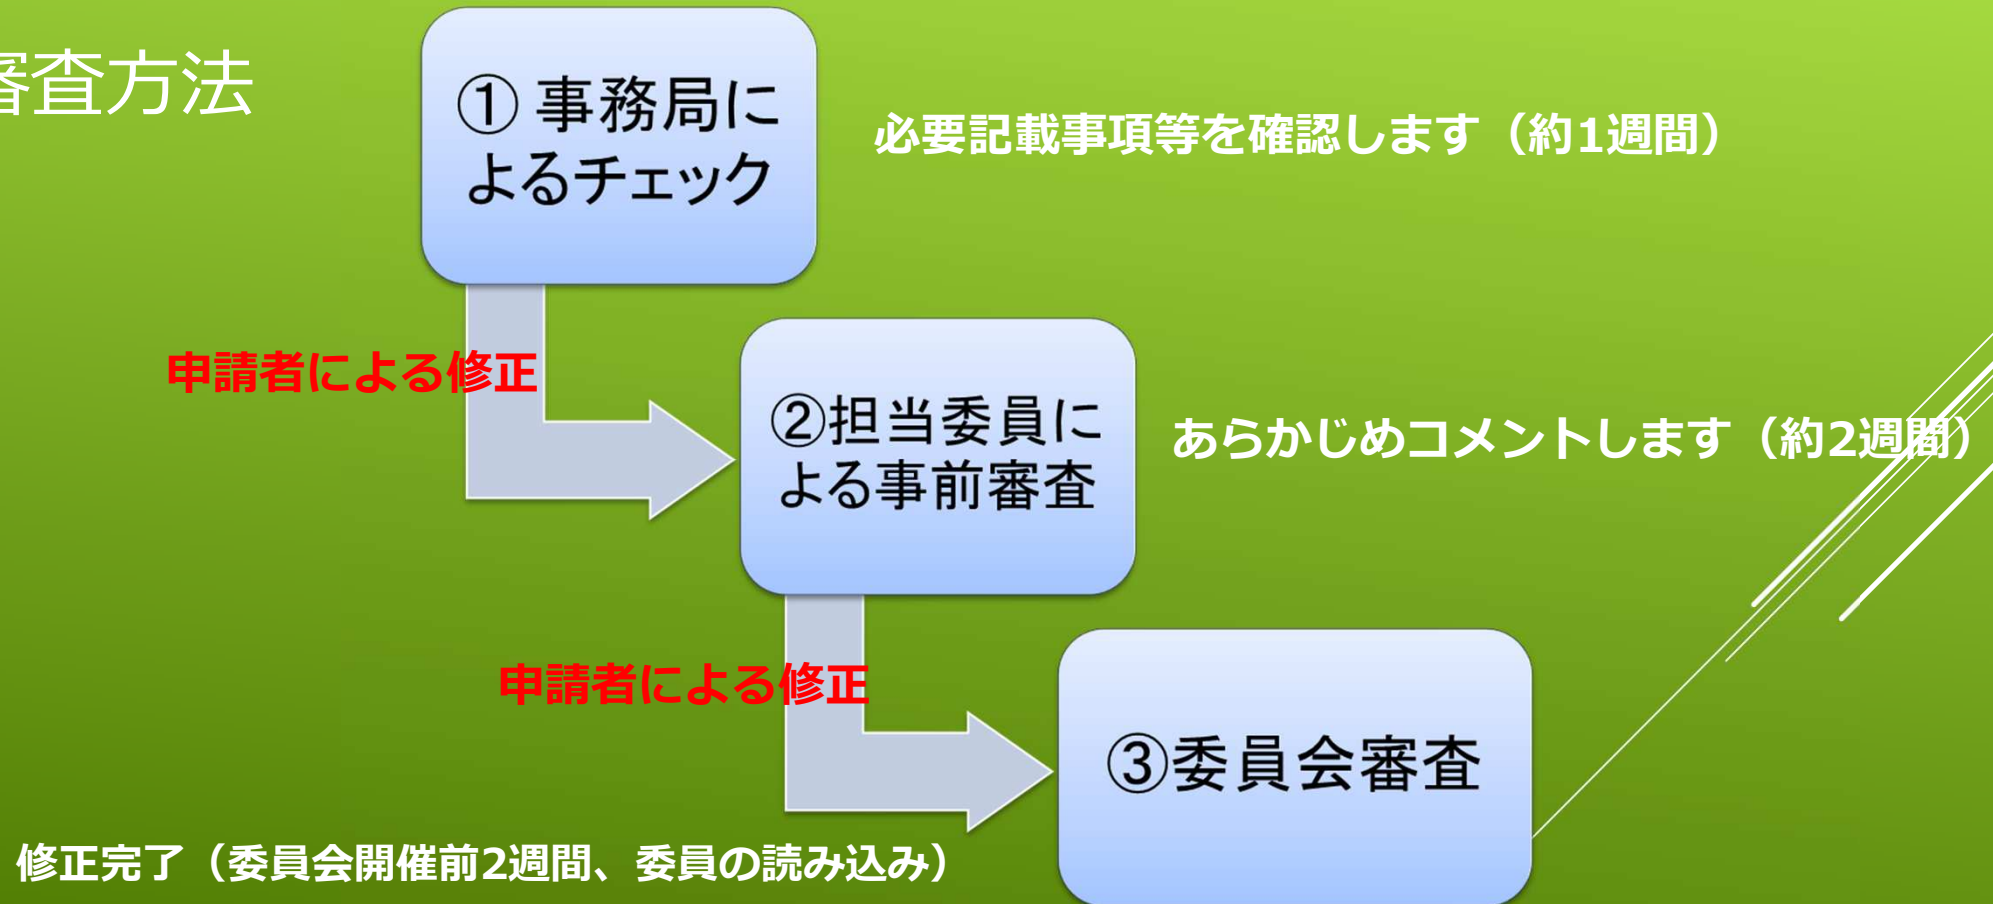 審査方法
① 事務局に
よるチェック
必要記載事項等を確認します（約1週間）
申請者による修正
②担当委員に
よる事前審査
あらかじめコメントします（約2週間）
申請者による修正
③委員会審査
修正完了（委員会開催前2週間、委員の読み込み）